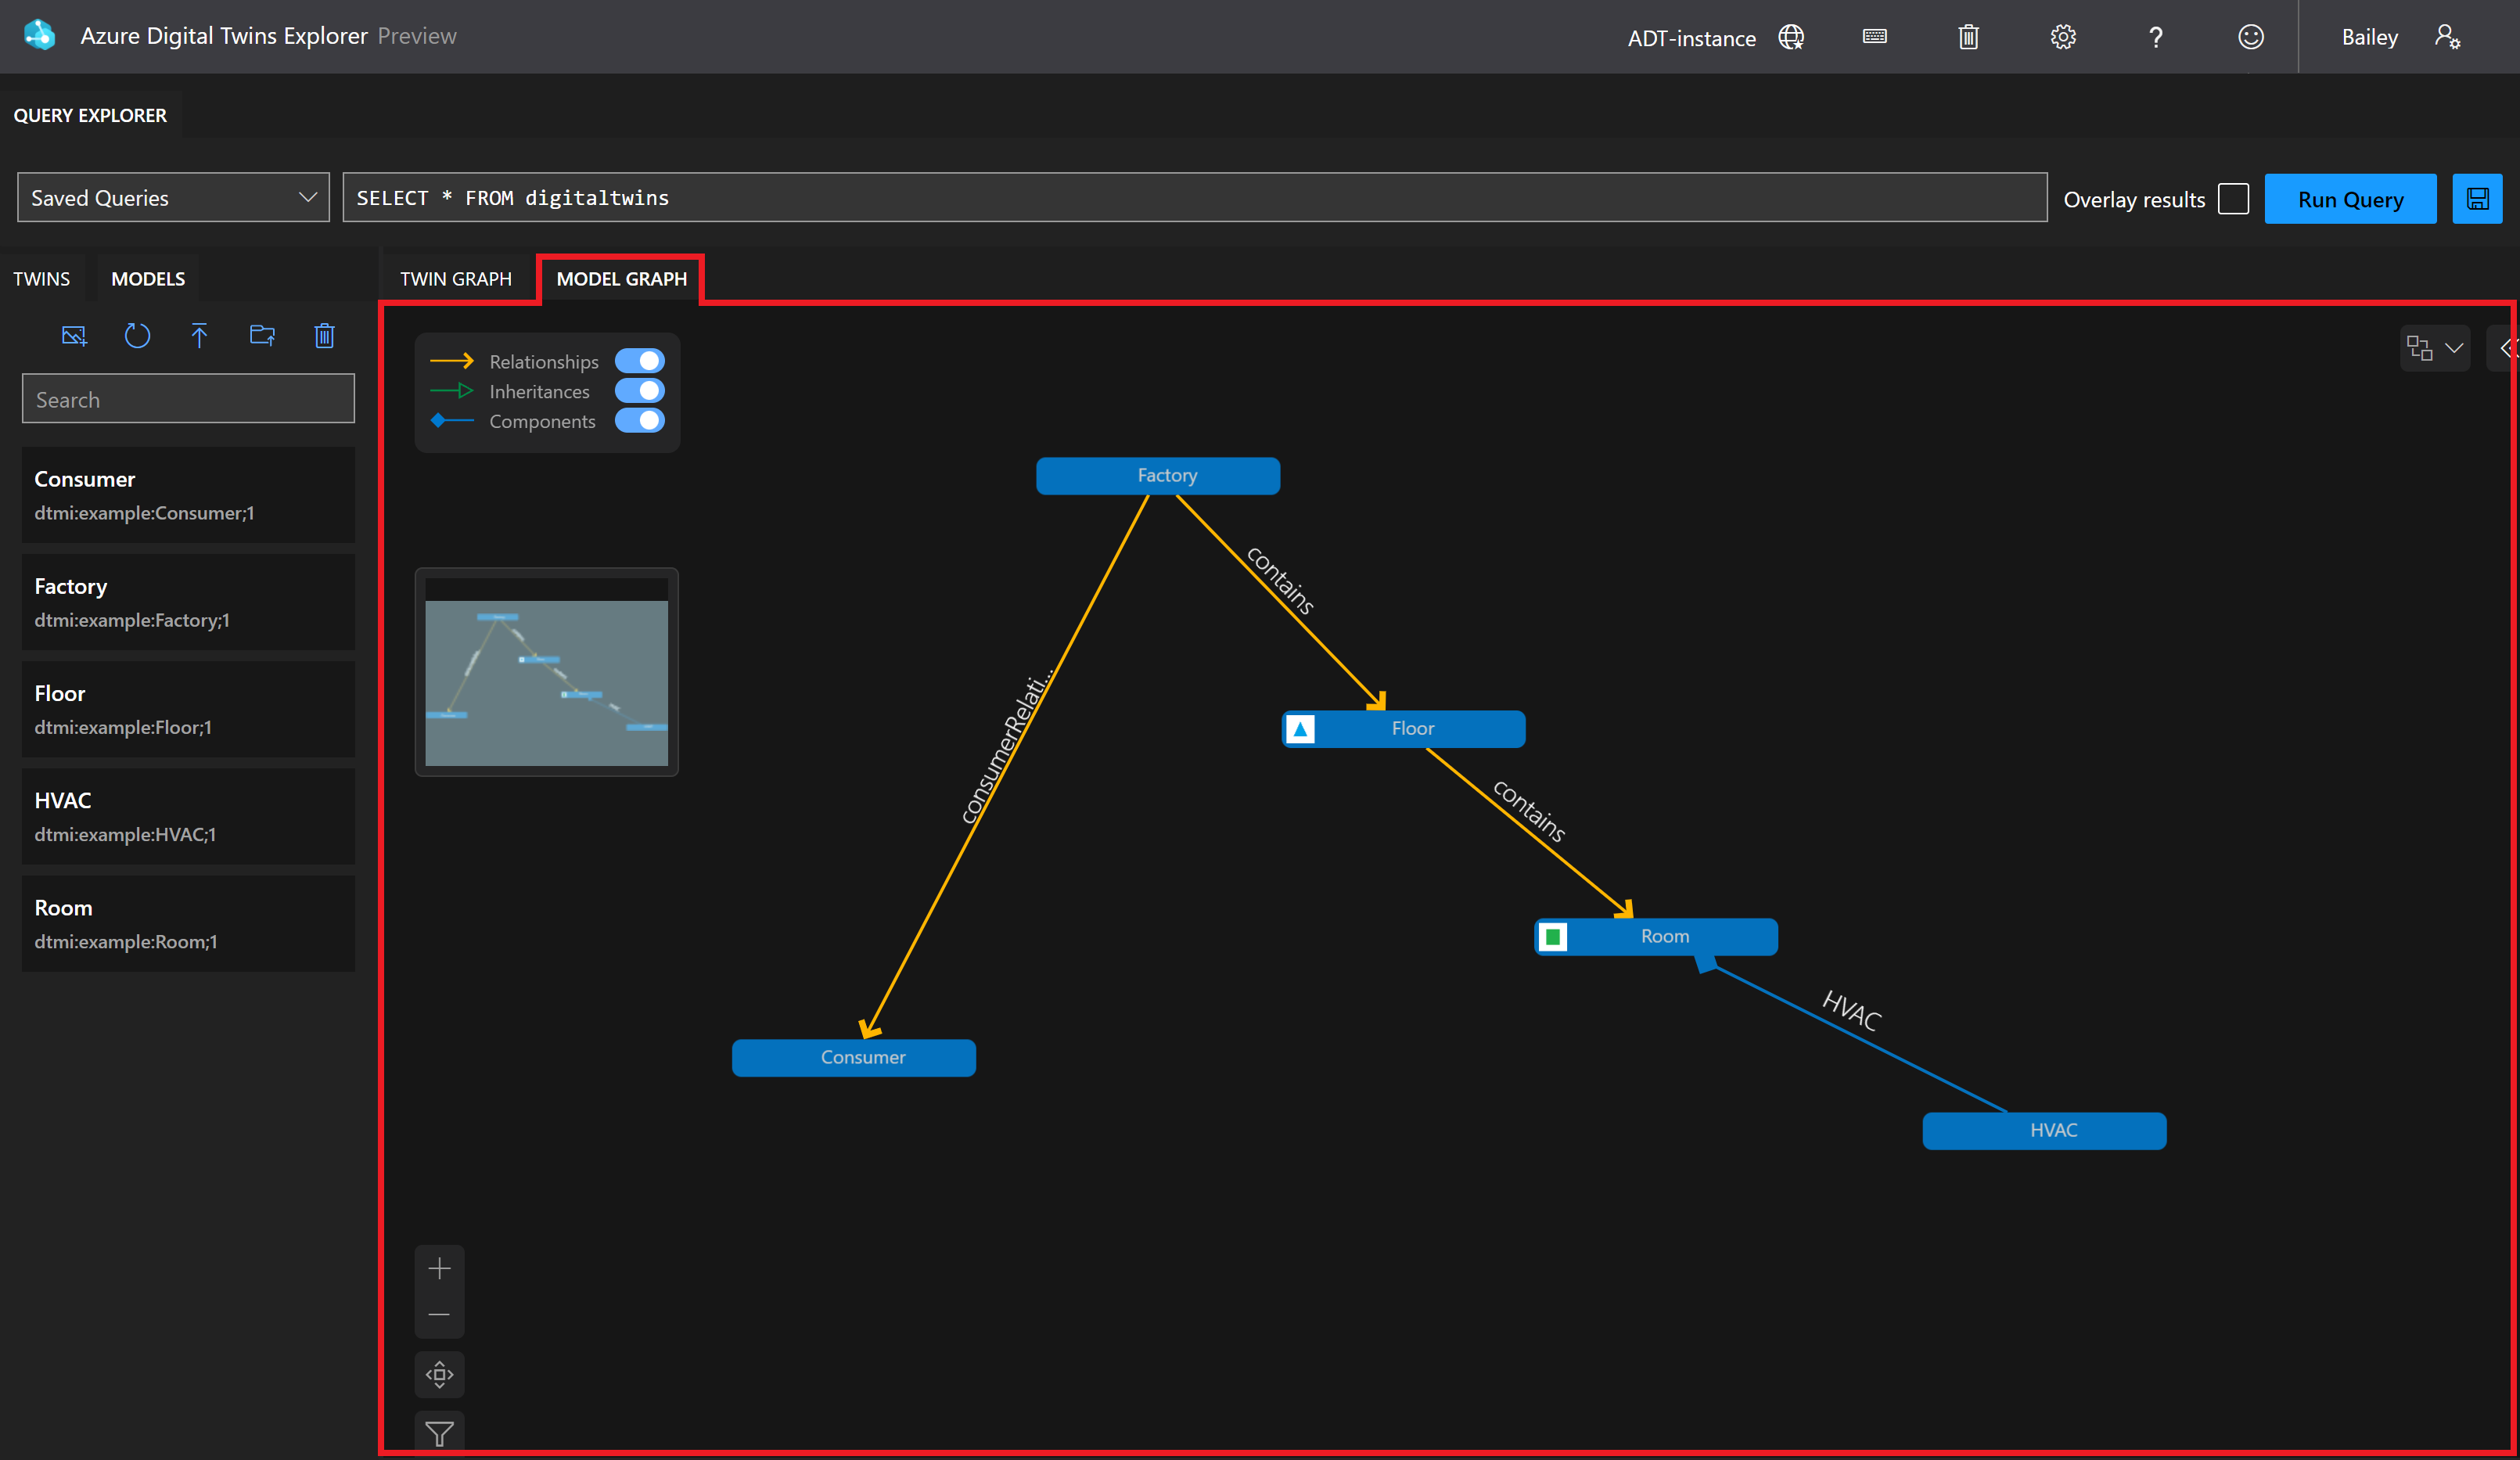 Azure Digital Twins Explorer Preview
ADT-instance
?
Bailey
QUERY EXPLORER
Saved Queries
SELECT * FROM digitaltwins
Overlay results
Run Query
TWINS
MODELS
TWIN GRAPH
MODEL GRAPH
Search
Consumer
dtmi:example:Consumer;1
Factory
dtmi:example:Factory;1
Floor
dtmi:example:Floor;1
HVAC
dtmi:example:HVAC;1
Room
dtmi:example:Room;1
Relationships
Inheritances
Components
Factory
contains
consumerRelati...
Floor
contains
Room
HVAC
Consumer
HVAC